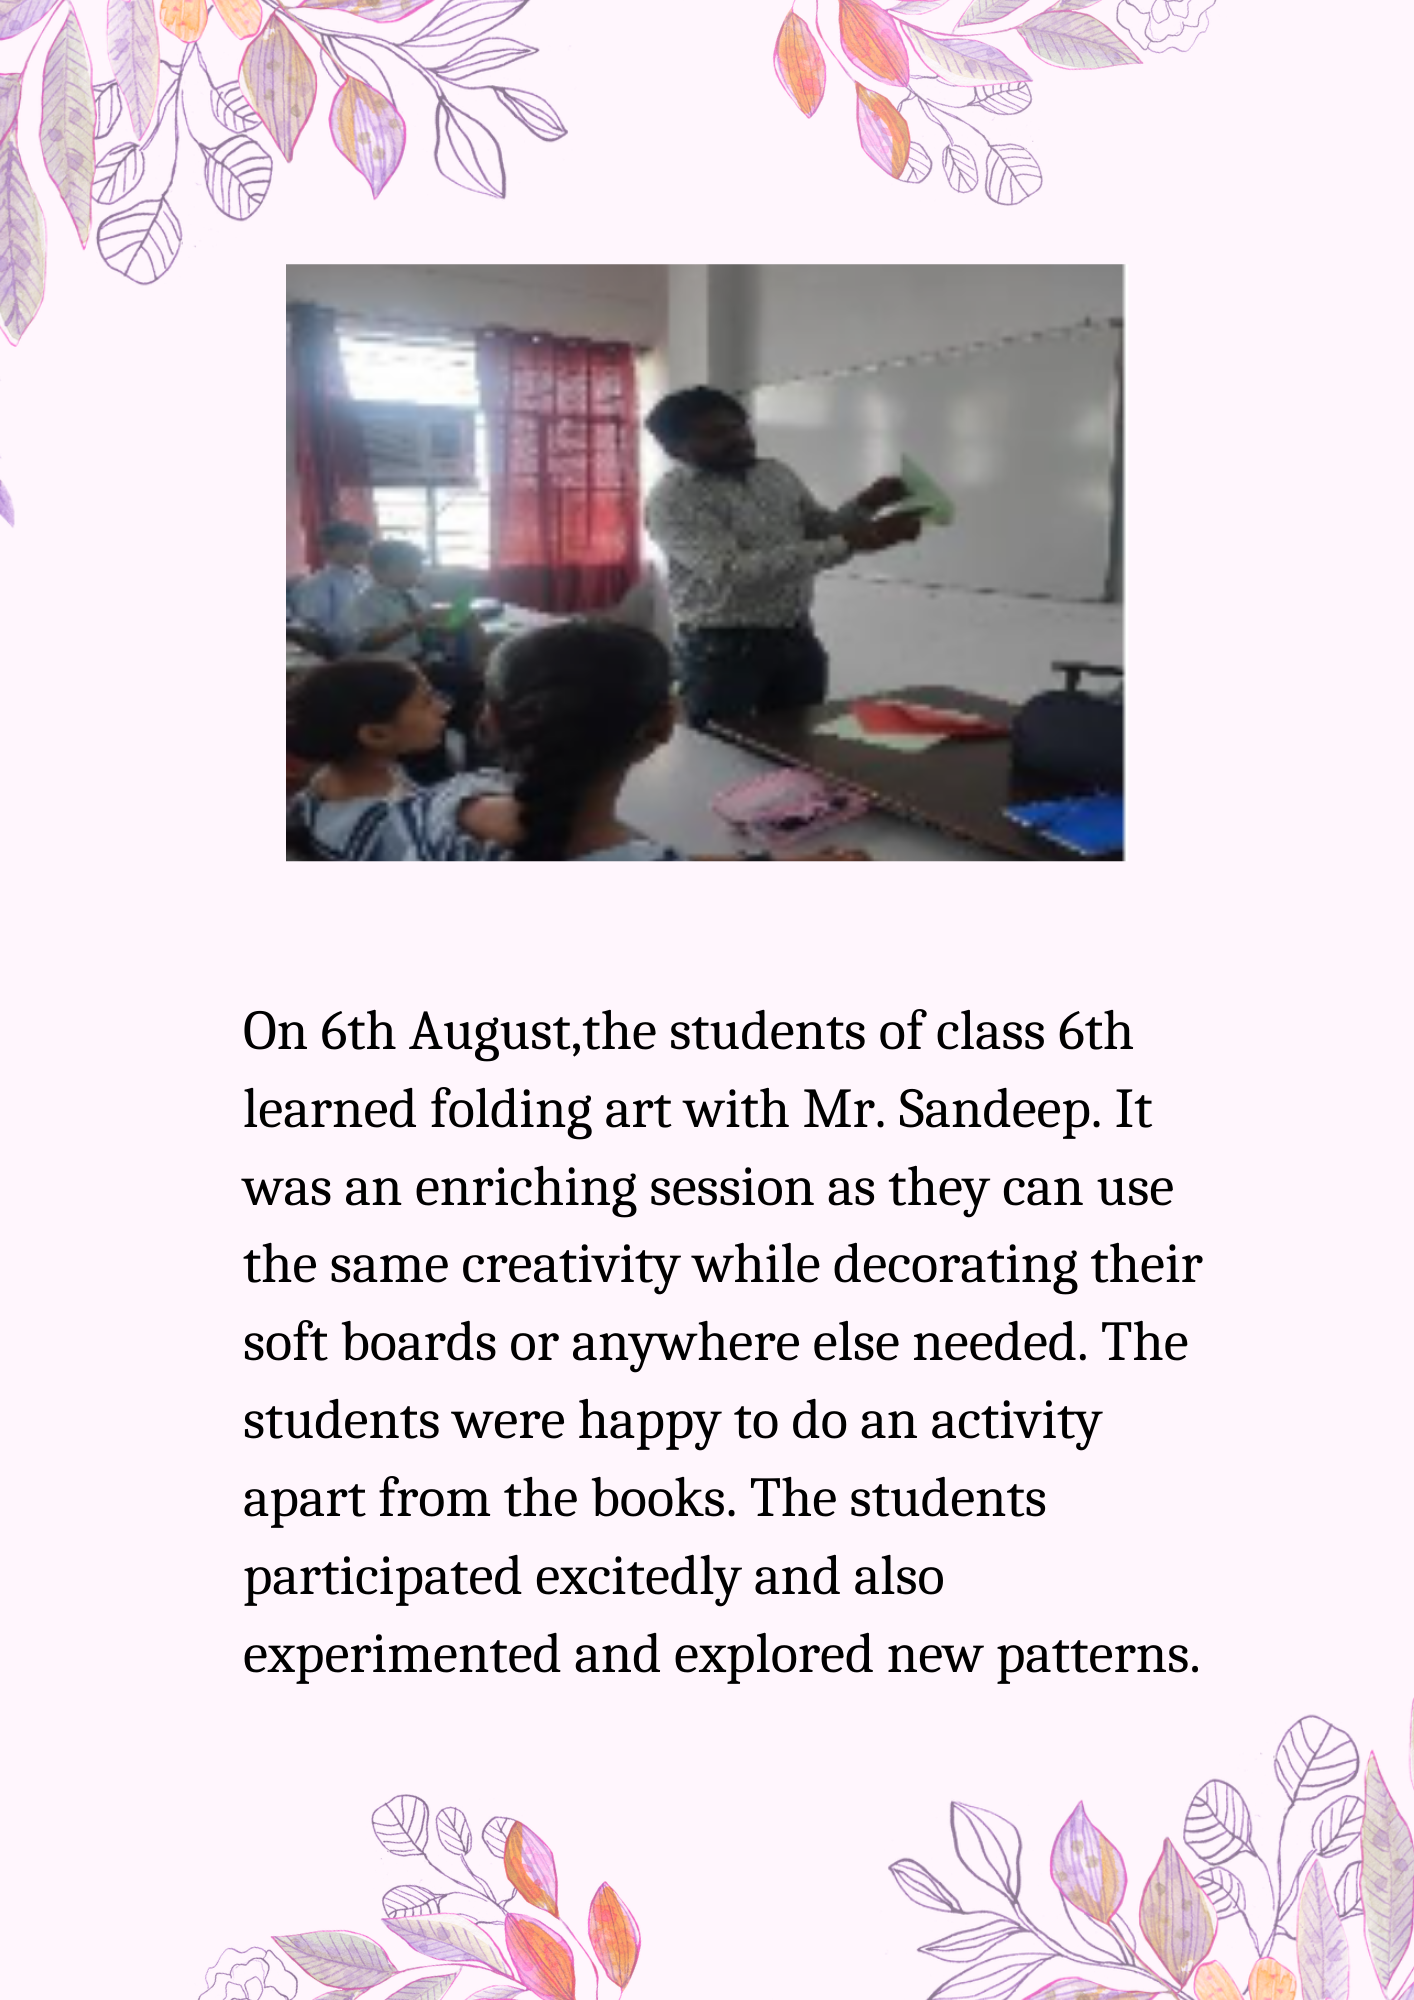 On 6th August,the students of class 6th
learned folding art with Mr. Sandeep. It
was an enriching session as they can use
the same creativity while decorating their
soft boards or anywhere else needed. The
students were happy to do an activity
apart from the books. The students
participated excitedly and also
experimented and explored new patterns.